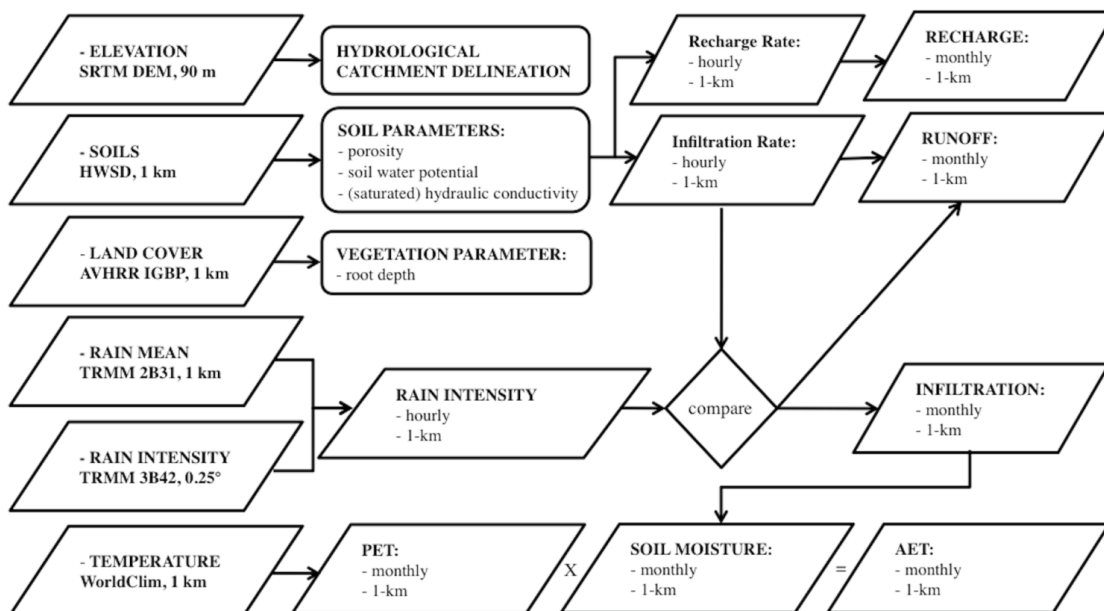 - ELEVATION
SRTM DEM, 90 m
HYDROLOGICAL
CATCHMENT DELINEATION
Recharge Rate:
- hourly
- 1-km
RECHARGE:
- monthly
- 1-km
- SOILS
HWSD, 1 km
SOIL PARAMETERS:
- porosity
- soil water potential
- (saturated) hydraulic conductivity
Infiltration Rate:
- hourly
- 1-km
RUNOFF:
- monthly
- 1-km
- LAND COVER
AVHRR IGBP, 1 km
VEGETATION PARAMETER:
- root depth
- RAIN MEAN
TRMM 2B31, 1 km
- RAIN INTENSITY
TRMM 3B42, 0.25°
RAIN INTENSITY
- hourly
- 1-km
compare
INFILTRATION:
- monthly
- 1-km
- TEMPERATURE
WorldClim, 1 km
PET:
- monthly
- 1-km
X
SOIL MOISTURE:
- monthly
- 1-km
=
AET:
- monthly
- 1-km